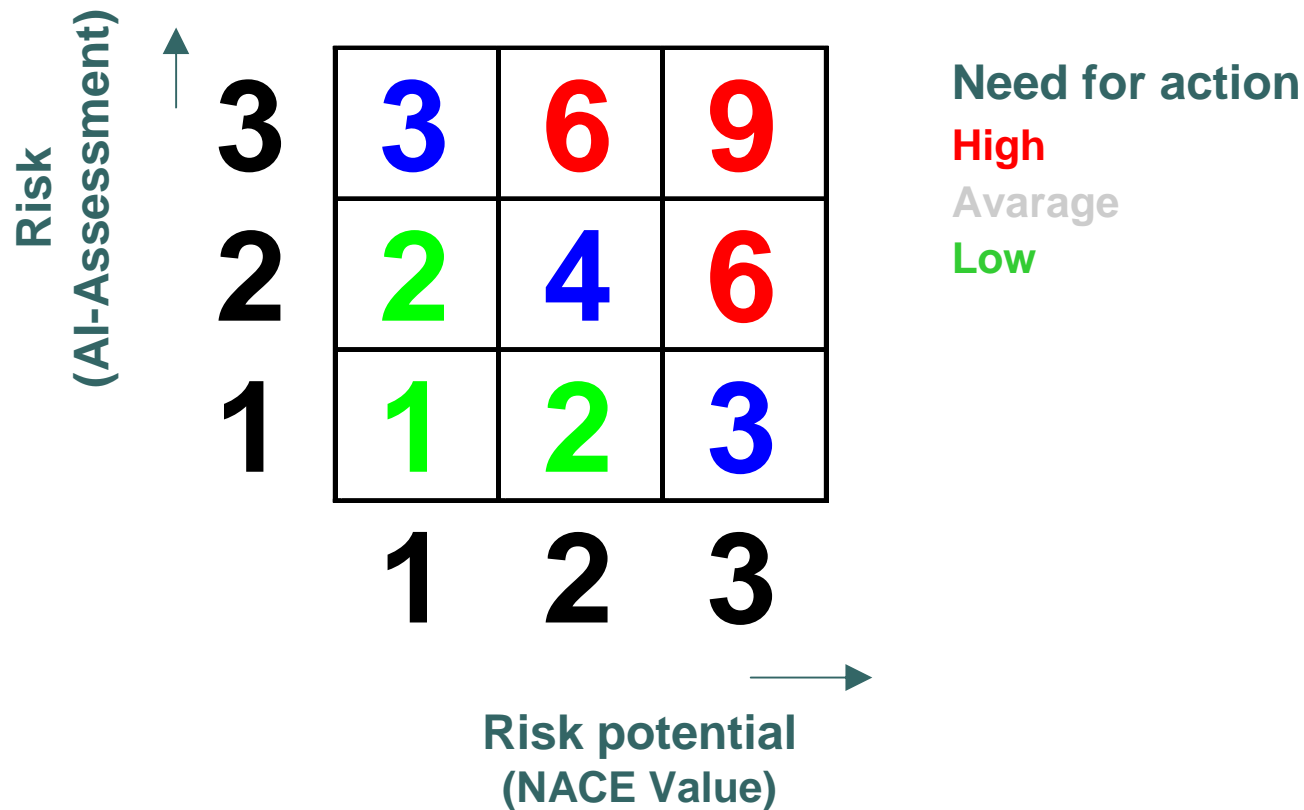 Risk
(AI-Assessment)
3 3 6 9
2 2 4 6
1 1 2 3
1 2 3
Risk potential
(NACE Value)
Need for action
High
Avarage
Low